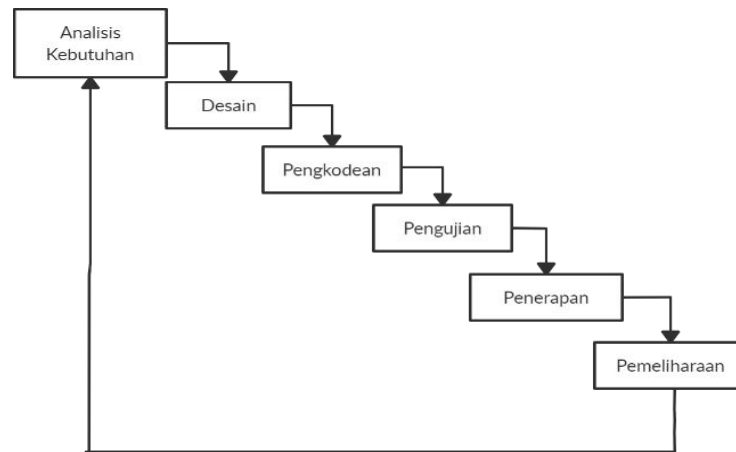 Analisis
Kebutuhan
Desain
Pengkodean
Pengujian
Penerapan
Pemeliharaan